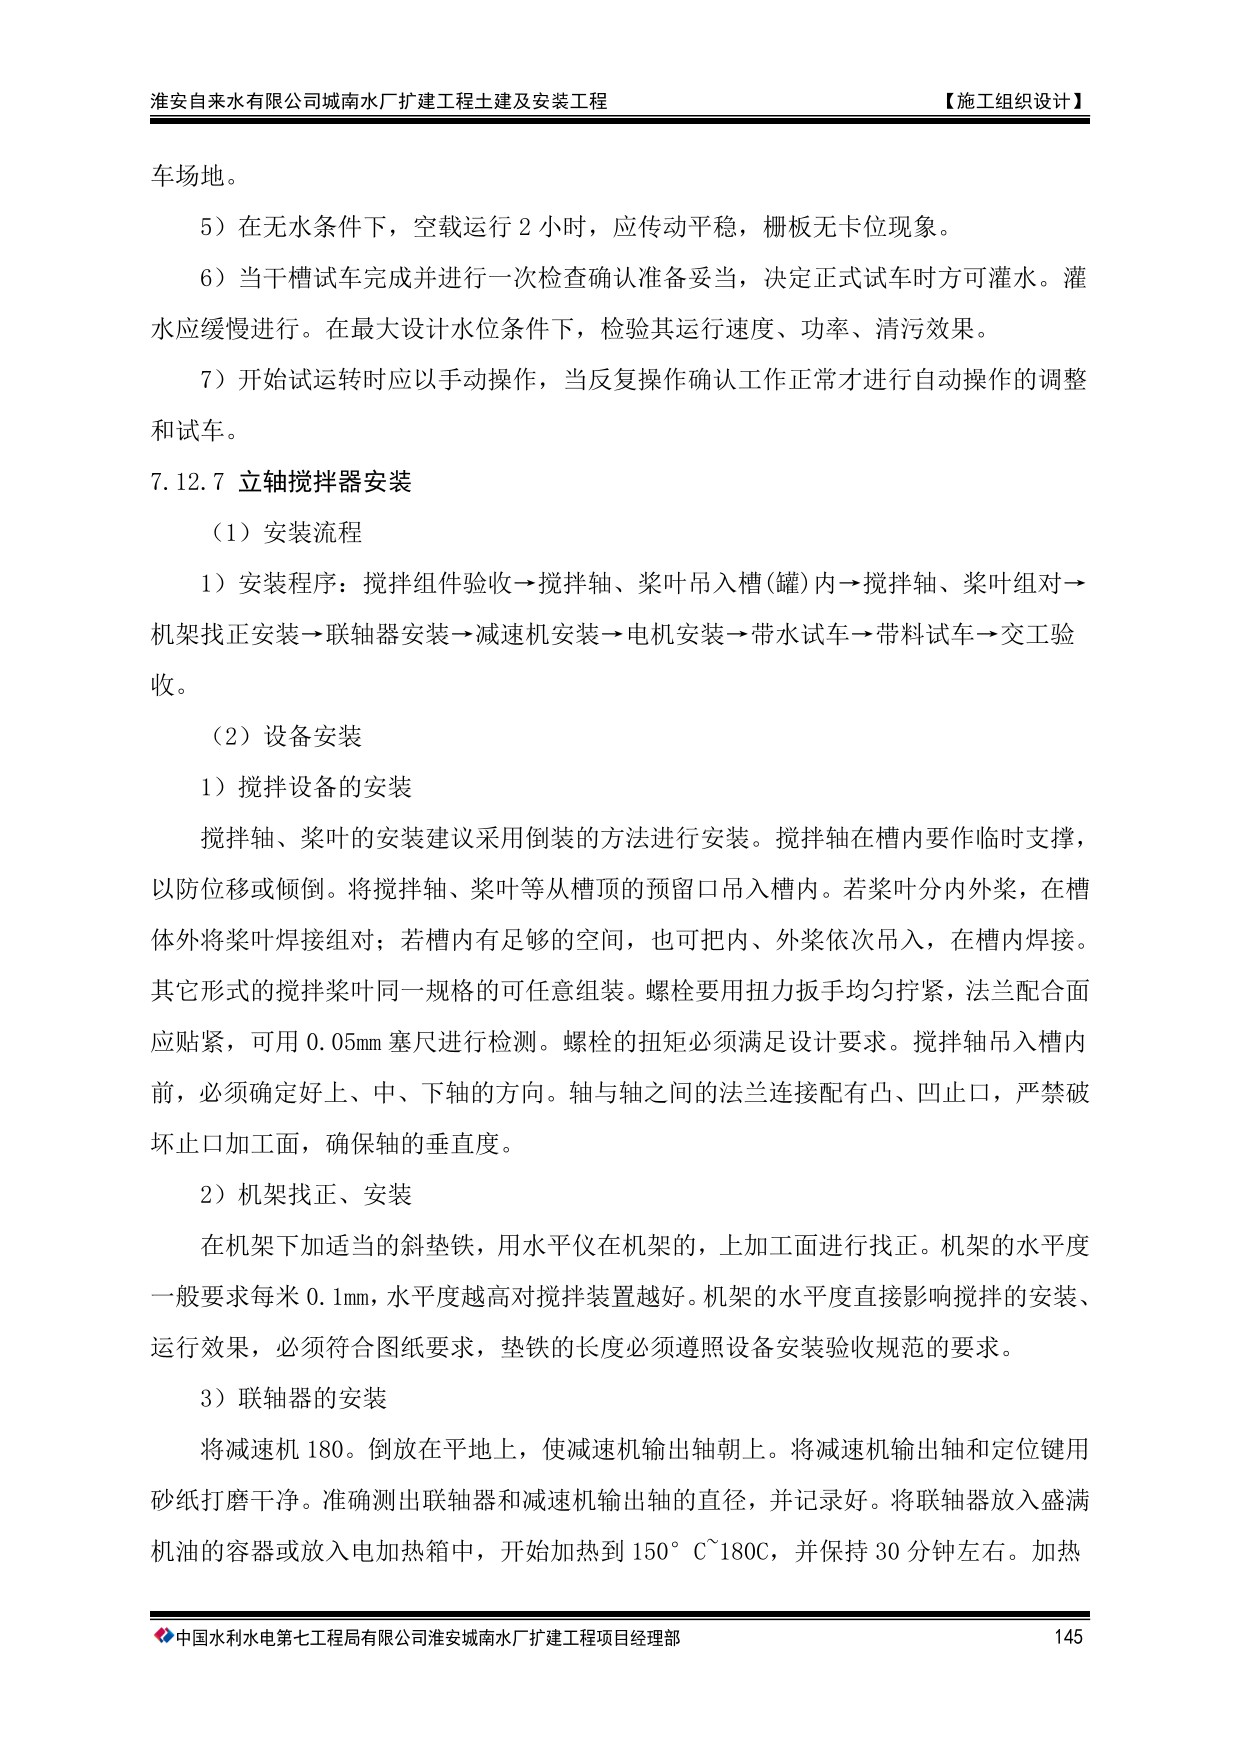 淮安自来水有限公司城南水厂扩建工程土建及安装工程 【施工组织设计】
车场地。
5）在无水条件下，空载运行 2 小时，应传动平稳，栅板无卡位现象。
6）当干槽试车完成并进行一次检查确认准备妥当，决定正式试车时方可灌水。灌
水应缓慢进行。在最大设计水位条件下，检验其运行速度、功率、清污效果。
7）开始试运转时应以手动操作，当反复操作确认工作正常才进行自动操作的调整
和试车。
7.12.7 立轴搅拌器安装
（1）安装流程
1）安装程序：搅拌组件验收→搅拌轴、桨叶吊入槽(罐)内→搅拌轴、桨叶组对→
机架找正安装→联轴器安装→减速机安装→电机安装→带水试车→带料试车→交工验
收。
（2）设备安装
1）搅拌设备的安装
搅拌轴、桨叶的安装建议采用倒装的方法进行安装。搅拌轴在槽内要作临时支撑，
以防位移或倾倒。将搅拌轴、桨叶等从槽顶的预留口吊入槽内。若桨叶分内外桨，在槽
体外将桨叶焊接组对；若槽内有足够的空间，也可把内、外桨依次吊入，在槽内焊接。
其它形式的搅拌桨叶同一规格的可任意组装。螺栓要用扭力扳手均匀拧紧，法兰配合面
应贴紧，可用 0.05mm 塞尺进行检测。螺栓的扭矩必须满足设计要求。搅拌轴吊入槽内
前，必须确定好上、中、下轴的方向。轴与轴之间的法兰连接配有凸、凹止口，严禁破
坏止口加工面，确保轴的垂直度。
2）机架找正、安装
在机架下加适当的斜垫铁，用水平仪在机架的，上加工面进行找正。机架的水平度
一般要求每米 0.1mm，水平度越高对搅拌装置越好。机架的水平度直接影响搅拌的安装、
运行效果，必须符合图纸要求，垫铁的长度必须遵照设备安装验收规范的要求。
3）联轴器的安装
将减速机 180。倒放在平地上，使减速机输出轴朝上。将减速机输出轴和定位键用
砂纸打磨干净。准确测出联轴器和减速机输出轴的直径，并记录好。将联轴器放入盛满
机油的容器或放入电加热箱中，开始加热到 150°C~180C，并保持 30 分钟左右。加热
中国水利水电第七工程局有限公司淮安城南水厂扩建工程项目经理部 145